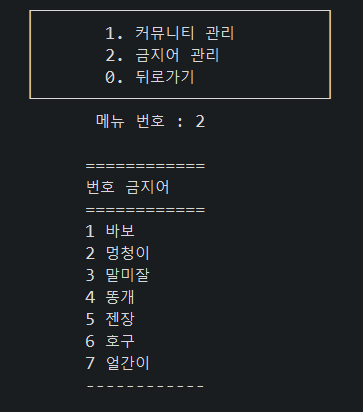 1. 커뮤니티 관리
2. 금지어 관리
0. 뒤로가기
메뉴 번호 : 2
============
번호 금지어
============
1 바보
2 멍청이
3 말미잘
4 똥개
5 젠장
6 호구
7 얼간이
------------